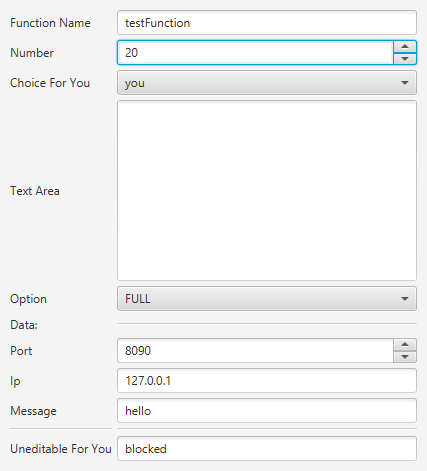 Function Name testFunction
Number 20
Choice For You you
Text Area
Option FULL
Data:
Port 8090
Ip 127.0.0.1
Message hello
Uneditable For You blocked